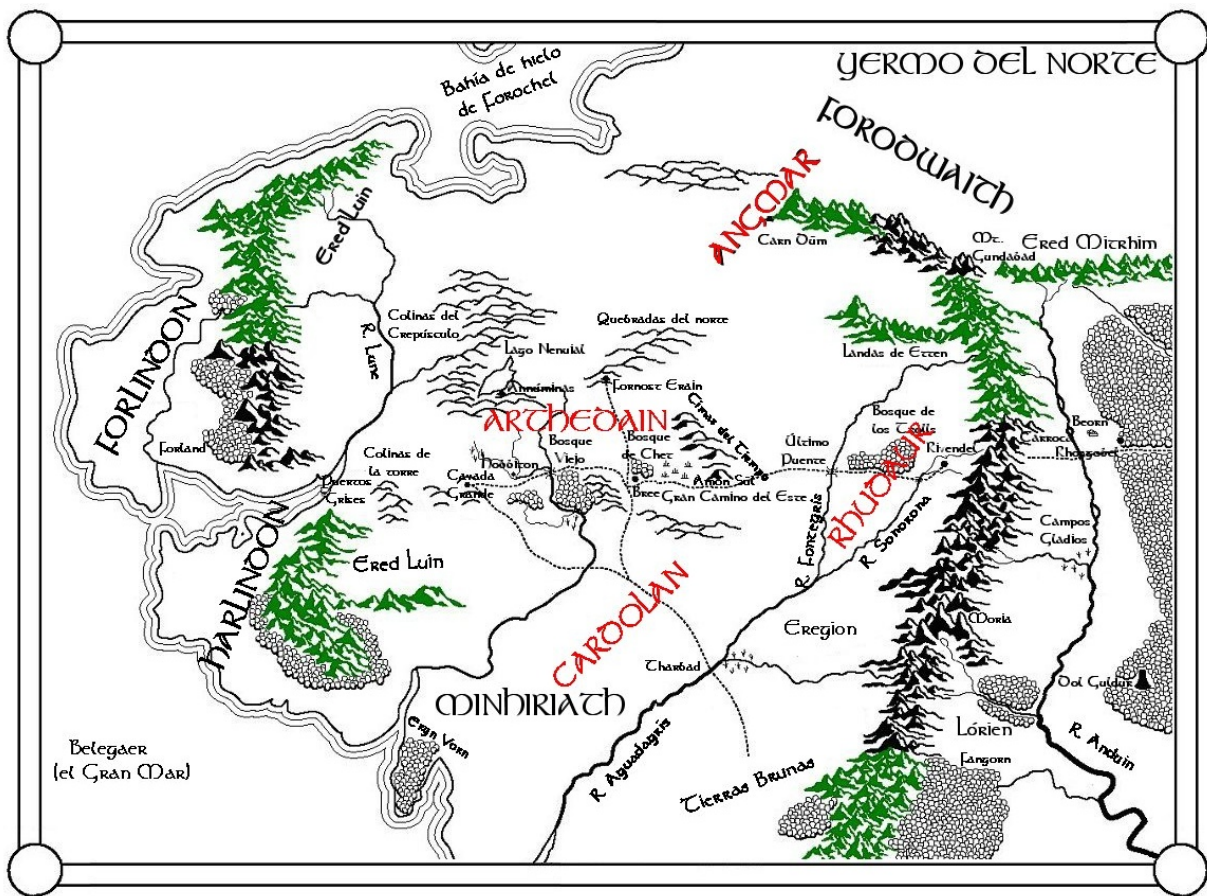 YERMO DEL NORTE
Bahía de hielo
de Forochel
FORODWAITH
ANGMAR
Carn Dûm
Mt.
Gundabad
Ered Mithrim
Ered Luin
Colinas del
Crepúsculo
Quebradas del norte
R. Lune
Landas de Etten
Lago Nenuial
FORLINDON
Annúminas
Fornost Erain
ARTHEDAIN
Cimas del Tiempo
Bosque de
los Trolls
Carroca
Beorn
Rhosgobel
Forland
Colinas de
la torre
Hobbiton
Bosque
Viejo
Bosque
de Chet
Último
Puente
Rivendel
Cavada
Grande
Bree
Amon Sûl
Gran Camino del Este
RHUDAUR
Puertos
Grises
HARLINDON
Ered Luin
R. Fontegris
R. Sonorona
Campos
Gladios
CARDOLAN
Eregion
Moria
Tharbad
Dol Guldur
MINHIRIATH
Eryn Vorn
Lórien
R. Anduin
Fangorn
Belegaer
(el Gran Mar)
R. Aguadagris
Tierras Brunas